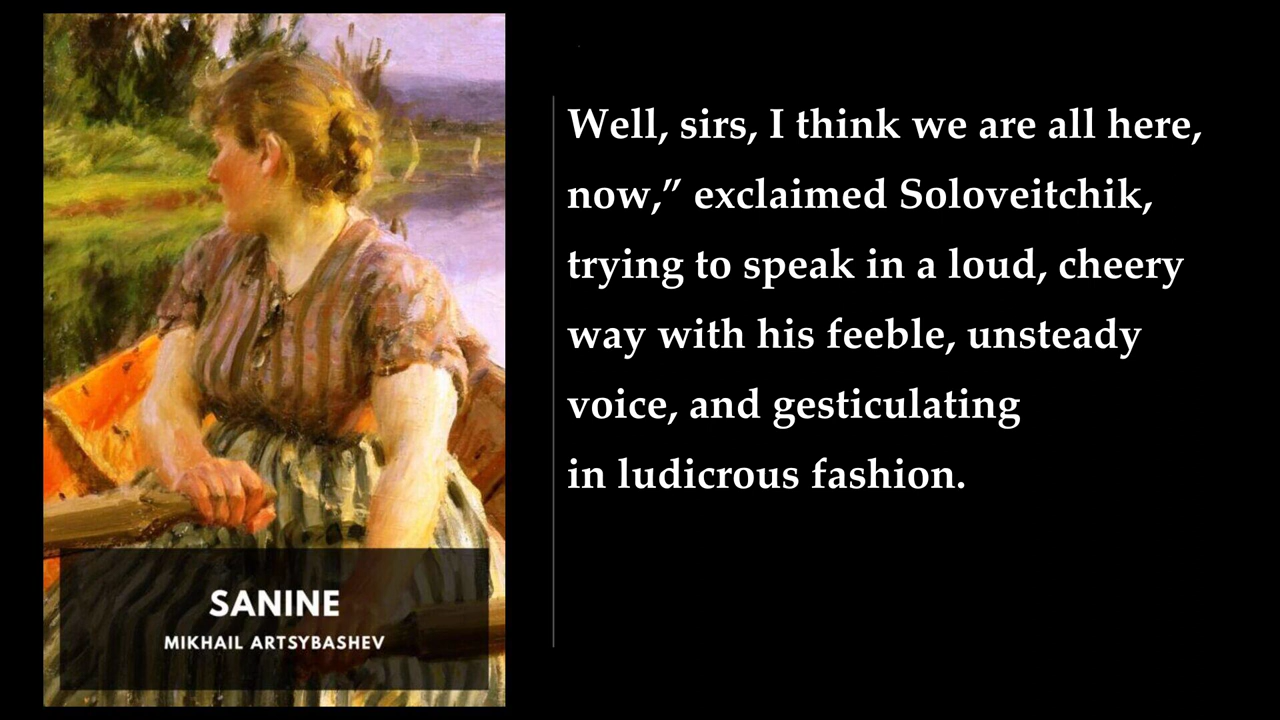 SANINE
MIKHAIL ARTSYBASHEV
Well, sirs, I think we are all here,
now,” exclaimed Soloveitchik,
trying to speak in a loud, cheery
way with his feeble, unsteady
voice, and gesticulating
in ludicrous fashion.